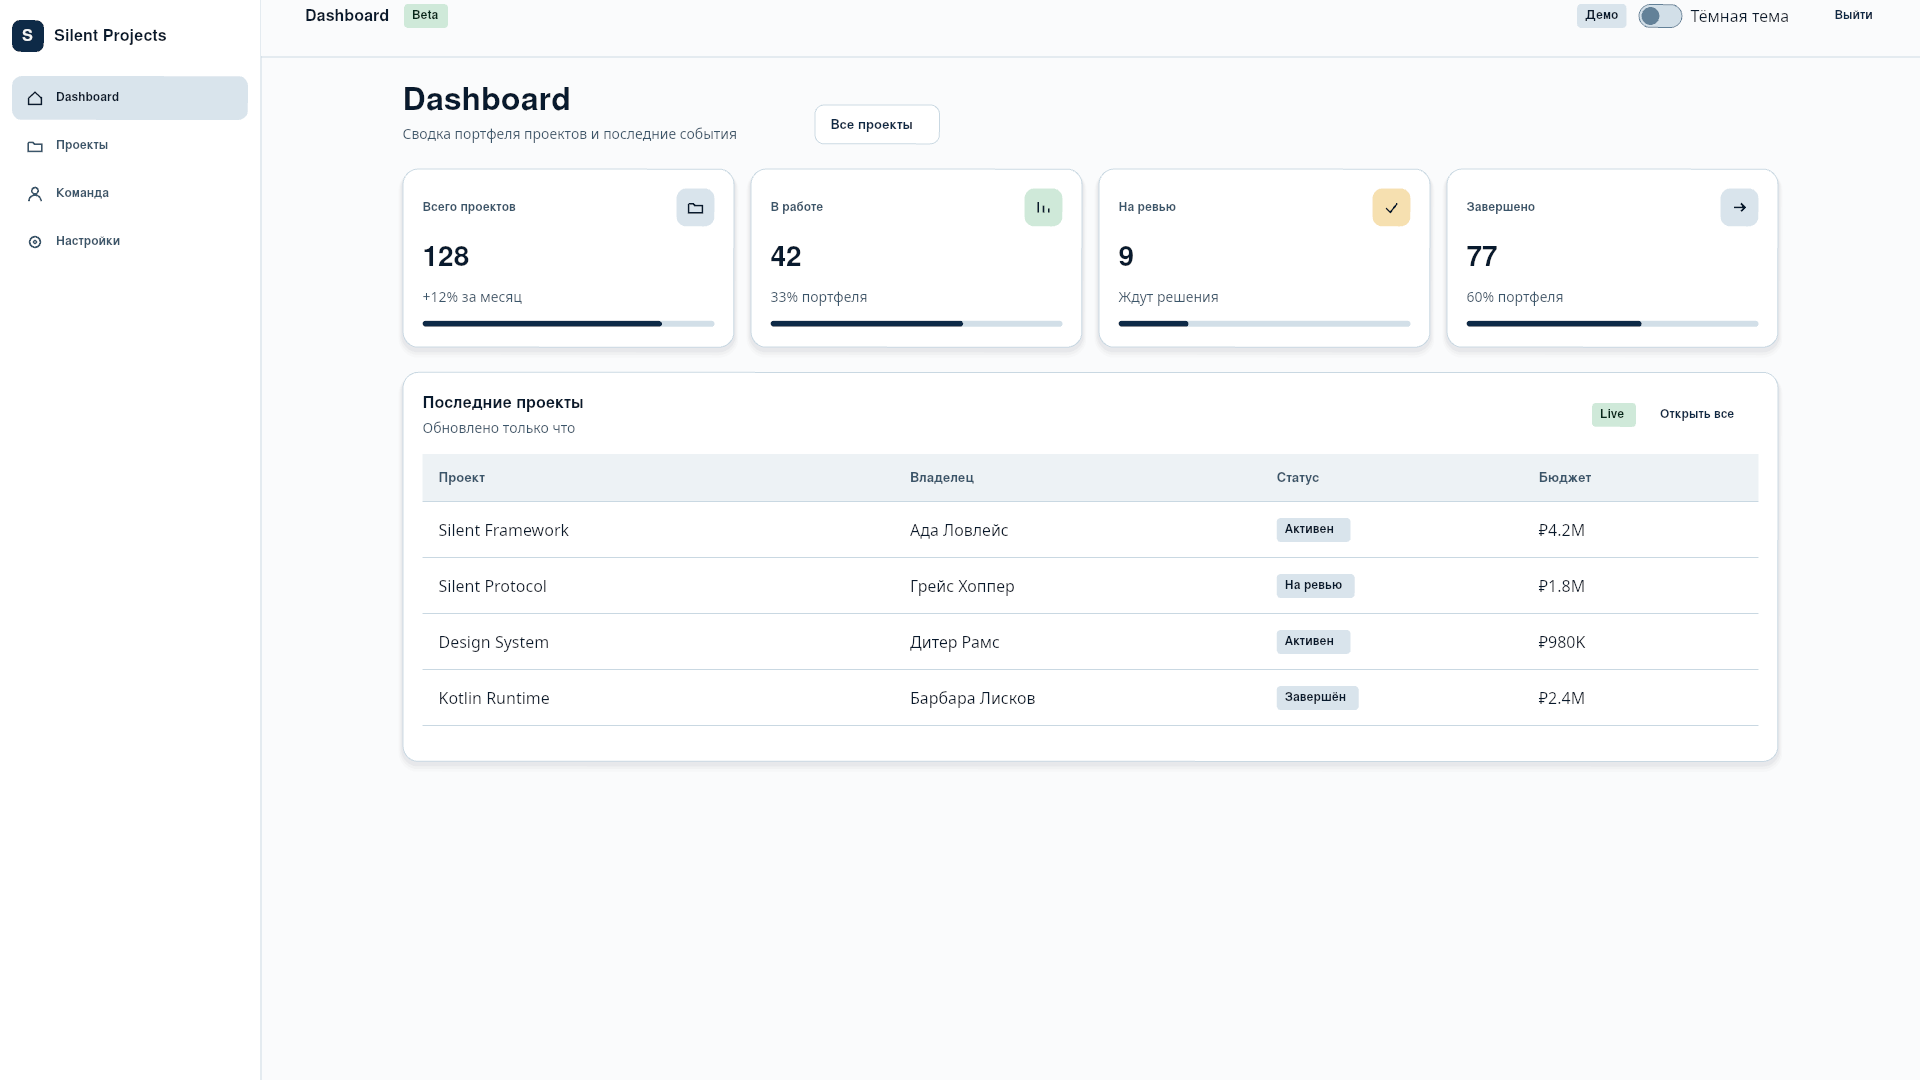 S Silent Projects
Dashboard
Проекты
Команда
Настройки
Dashboard Beta Демо Тёмная тема Выйти
Dashboard
Сводка портфеля проектов и последние события
Все проекты
Всего проектов
128
+12% за месяц
В работе
42
33% портфеля
На ревью
9
Ждут решения
Завершено
77
60% портфеля
Последние проекты
Обновлено только что
Live Открыть все
Проект Владелец Статус Бюджет
Silent Framework Ада Ловлейс Активен ₽4.2M
Silent Protocol Грейс Хоппер На ревью ₽1.8M
Design System Дитер Рамс Активен ₽980K
Kotlin Runtime Барбара Лисков Завершён ₽2.4M